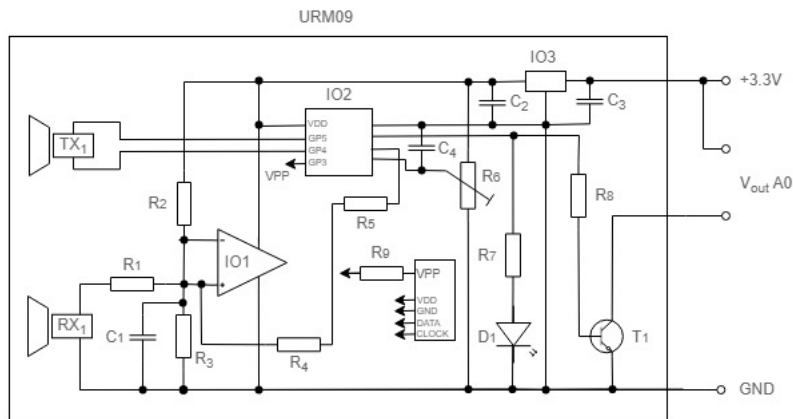 URM09
IO3
+3.3V
IO2
C2
C3
VDD
GP5
GP4
GP3
TX1
C4
VPP
R6
Vout A0
R2
R8
R5
IO1
R1
R9
VPP
R7
VDD
GND
DATA
CLOCK
RX1
C1
R3
R4
D1
T1
GND